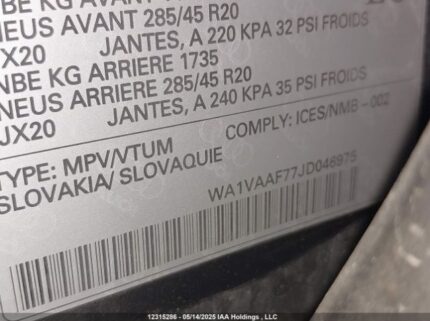 NEUS AVANT 285/45 R20
JX20 JANTES, A 220 KPA 32 PSI FROIDS
NBE KG ARRIERE 1735
NEUS ARRIERE 285/45 R20
JX20 JANTES, A 240 KPA 35 PSI FROIDS
COMPLY: ICES/NMB-002
TYPE: MPV/VTUM
SLOVAKIA/ SLOVAQUIE
WA1VAAF77JD046975
12315286 - 05/14/2025 IAA Holdings , LLC